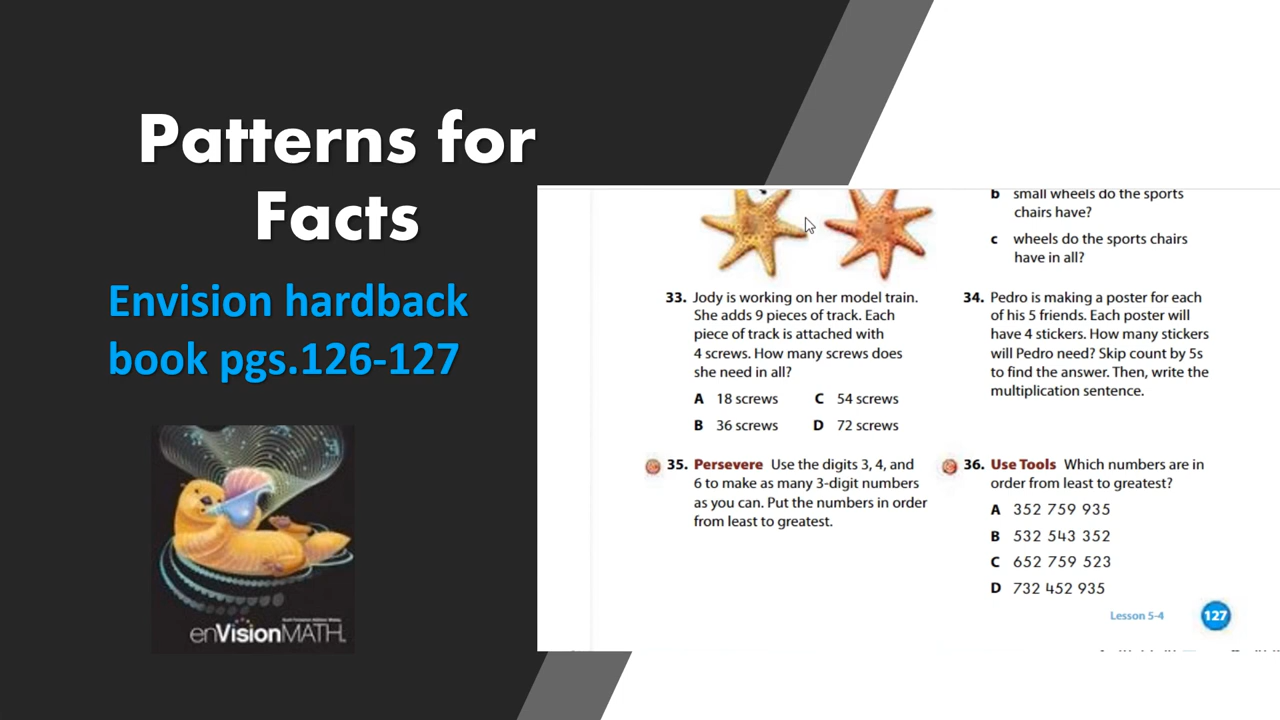 Patterns for
Facts
Envision hardback
book pgs.126-127
enVisionMATH.
b small wheels do the sports
chairs have?
c wheels do the sports chairs
have in all?
33. Jody is working on her model train.
She adds 9 pieces of track. Each
piece of track is attached with
4 screws. How many screws does
she need in all?
A 18 screws C 54 screws
B 36 screws D 72 screws
34. Pedro is making a poster for each
of his 5 friends. Each poster will
have 4 stickers. How many stickers
will Pedro need? Skip count by 5s
to find the answer. Then, write the
multiplication sentence.
35. Persevere Use the digits 3, 4, and
6 to make as many 3-digit numbers
as you can. Put the numbers in order
from least to greatest.
36. Use Tools Which numbers are in
order from least to greatest?
A 352 759 935
B 532 543 352
C 652 759 523
D 732 452 935
Lesson 5-4 127